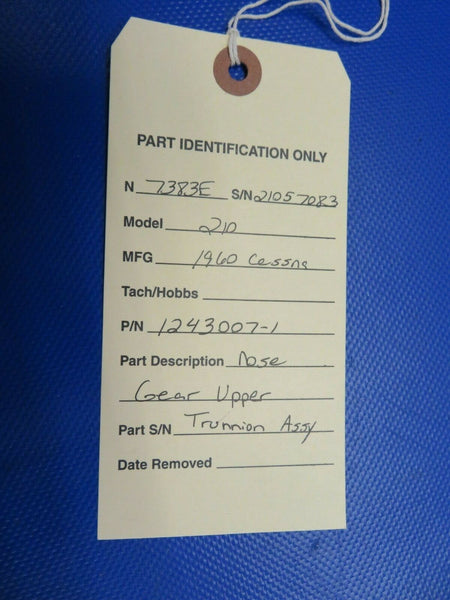 PART IDENTIFICATION ONLY
N 7383E S/N 21057083
Model 210
MFG 1960 Cessna
Tach/Hobbs
P/N 1243007-1
Part Description Nose
Gear Upper
Part S/N Trunnion Assy
Date Removed